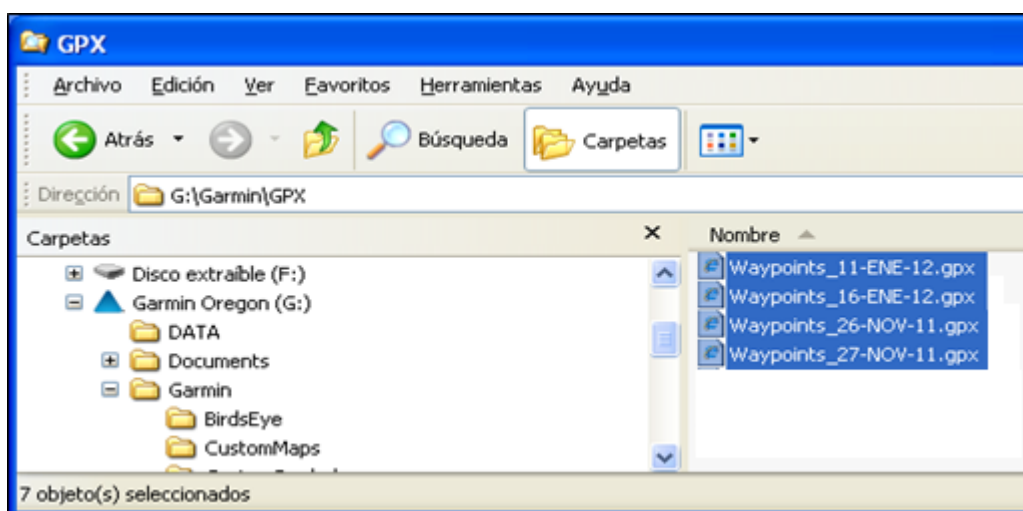 GPX
Archivo Edición Ver Favoritos Herramientas Ayuda
Atrás Búsqueda Carpetas
Dirección G:\Garmin\GPX
Carpetas
Nombre
Disco extraíble (F:)
Garmin Oregon (G:)
DATA
Documents
Garmin
BirdsEye
CustomMaps
Waypoints_11-ENE-12.gpx
Waypoints_16-ENE-12.gpx
Waypoints_26-NOV-11.gpx
Waypoints_27-NOV-11.gpx
7 objeto(s) seleccionados